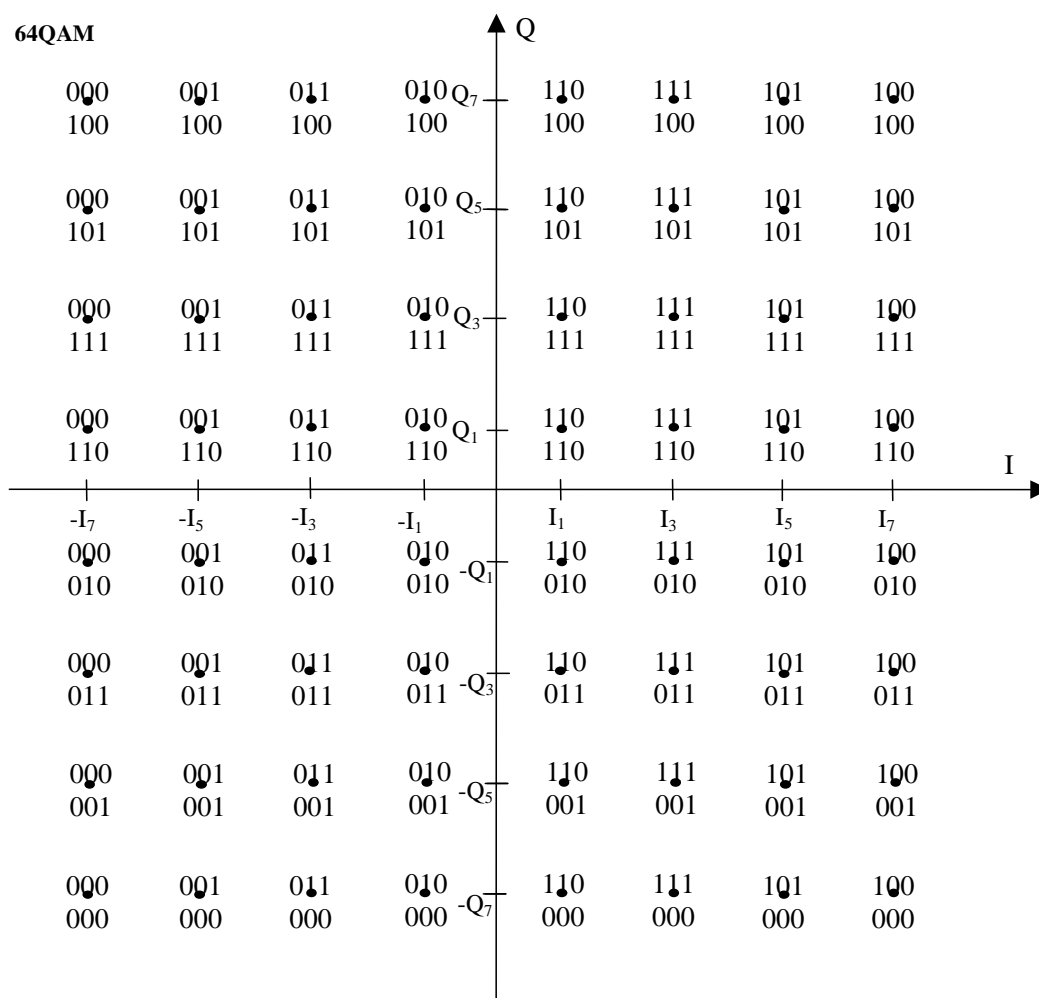 64QAM
Q
000 001 011 010 Q₇ 110 111 101 100
100 100 100 100 100 100 100 100
000 001 011 010 Q₅ 110 111 101 100
101 101 101 101 101 101 101 101
000 001 011 010 Q₃ 110 111 101 100
111 111 111 111 111 111 111 111
000 001 011 010 Q₁ 110 111 101 100
110 110 110 110 110 110 110 110
I
-I₇ -I₅ -I₃ -I₁ I₁ I₃ I₅ I₇
000 001 011 010 -Q₁ 110 111 101 100
010 010 010 010 010 010 010 010
000 001 011 010 -Q₃ 110 111 101 100
011 011 011 011 011 011 011 011
000 001 011 010 -Q₅ 110 111 101 100
001 001 001 001 001 001 001 001
000 001 011 010 -Q₇ 110 111 101 100
000 000 000 000 000 000 000 000